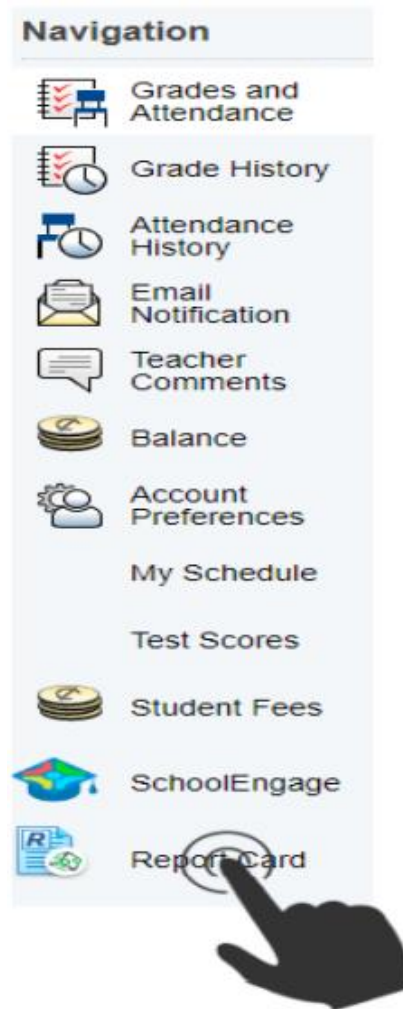 Navigation
Grades and
Attendance
Grade History
Attendance
History
Email
Notification
Teacher
Comments
Balance
Account
Preferences
My Schedule
Test Scores
Student Fees
SchoolEngage
R
Report Card